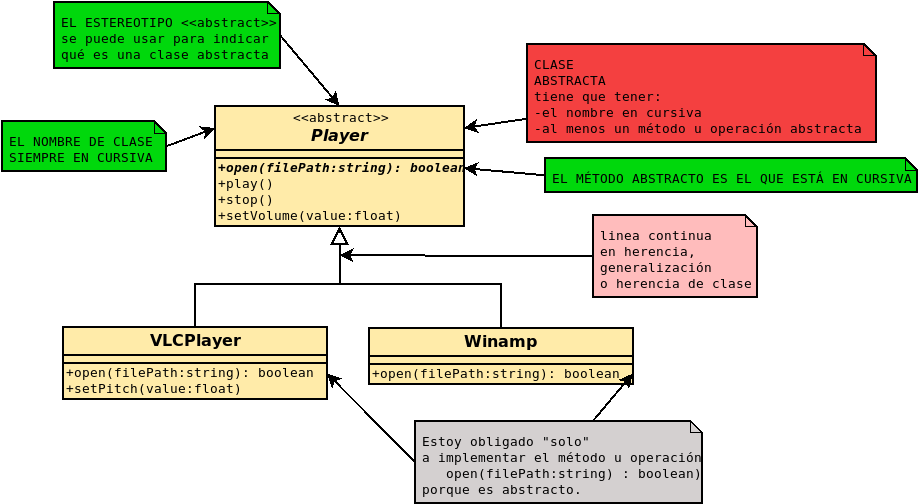 EL ESTEREOTIPO <<abstract>>
se puede usar para indicar
qué es una clase abstracta
CLASE
ABSTRACTA
tiene que tener:
-el nombre en cursiva
-al menos un método u operación abstracta
<<abstract>>
Player
+open(filePath:string): boolean
+play()
+stop()
+setVolume(value:float)
EL NOMBRE DE CLASE
SIEMPRE EN CURSIVA
EL MÉTODO ABSTRACTO ES EL QUE ESTÁ EN CURSIVA
linea continua
en herencia,
generalización
o herencia de clase
VLCPlayer
+open(filePath:string): boolean
+setPitch(value:float)
Winamp
+open(filePath:string): boolean
Estoy obligado "solo"
a implementar el método u operación
open(filePath:string) : boolean)
porque es abstracto.